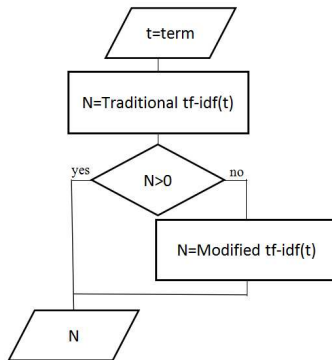 t=term
N=Traditional tf-idf(t)
yes
N>0
no
N=Modified tf-idf(t)
N